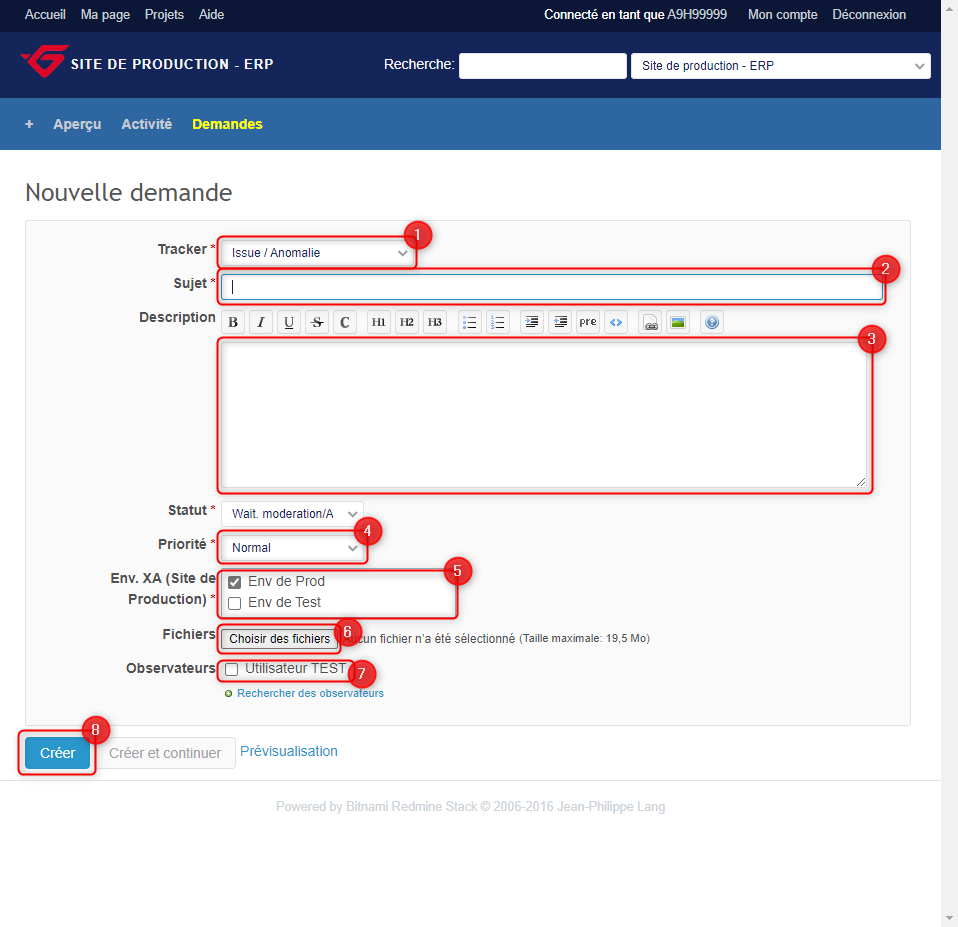 Accueil Ma page Projets Aide Connecté en tant que A9H99999 Mon compte Déconnexion
SITE DE PRODUCTION - ERP Recherche: Site de production - ERP
+ Aperçu Activité Demandes
Nouvelle demande
1
Tracker * Issue / Anomalie
2
Sujet *
Description B I U S C H1 H2 H3 pre <> ?
3
Statut * Wait. moderation/A
4
Priorité * Normal
5
Env. XA (Site de Production) * Env de Prod
Env de Test
Fichiers Choisir des fichiers 6 ucun fichier n'a été sélectionné (Taille maximale: 19,5 Mo)
Observateurs Utilisateur TEST 7
Rechercher des observateurs
8
Créer Créer et continuer Prévisualisation
Powered by Bitnami Redmine Stack © 2006-2016 Jean-Philippe Lang